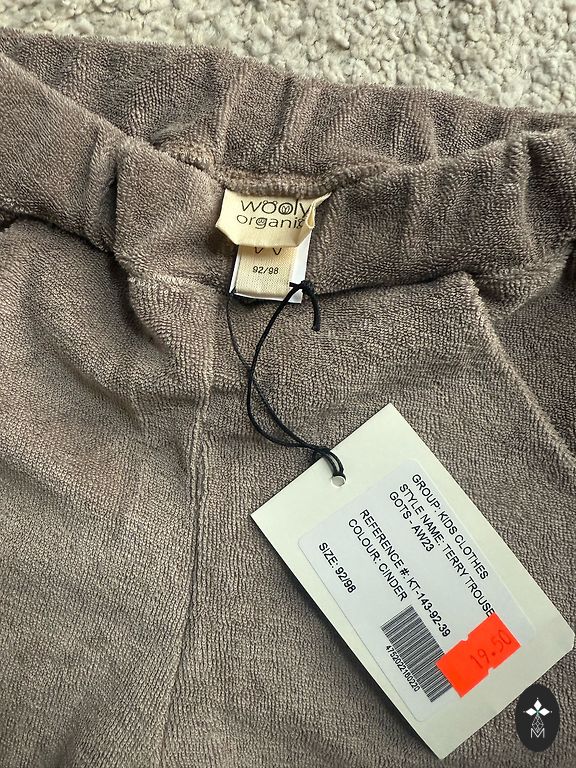 wooly
organic
92/98
GROUP: KIDS CLOTHES
STYLE NAME: TERRY TROUSE
GOTS - AW23
REFERENCE #: KT-143-92-39
COLOUR: CINDER
SIZE: 92/98
19.50
M